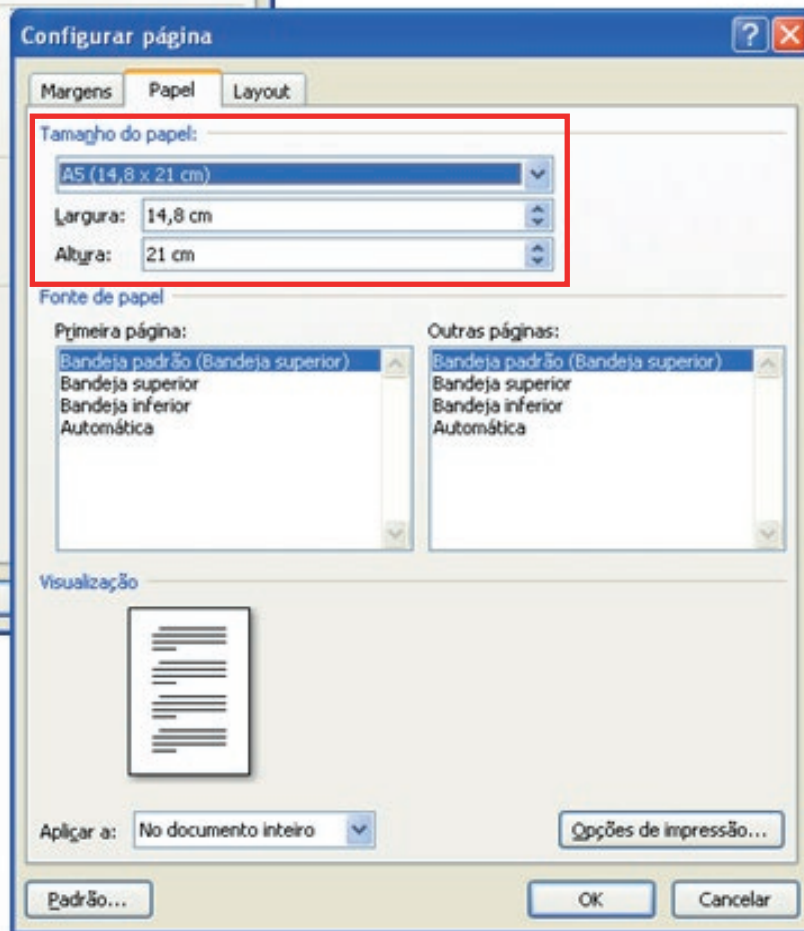 Configurar página
Margens Papel Layout
Tamanho do papel:
A5 (14,8 x 21 cm)
Largura: 14,8 cm
Altura: 21 cm
Fonte de papel
Primeira página:
Bandeja padrão (Bandeja superior)
Bandeja superior
Bandeja inferior
Automática
Outras páginas:
Bandeja padrão (Bandeja superior)
Bandeja superior
Bandeja inferior
Automática
Visualização
Aplicar a: No documento inteiro
Opções de impressão...
Padrão... OK Cancelar